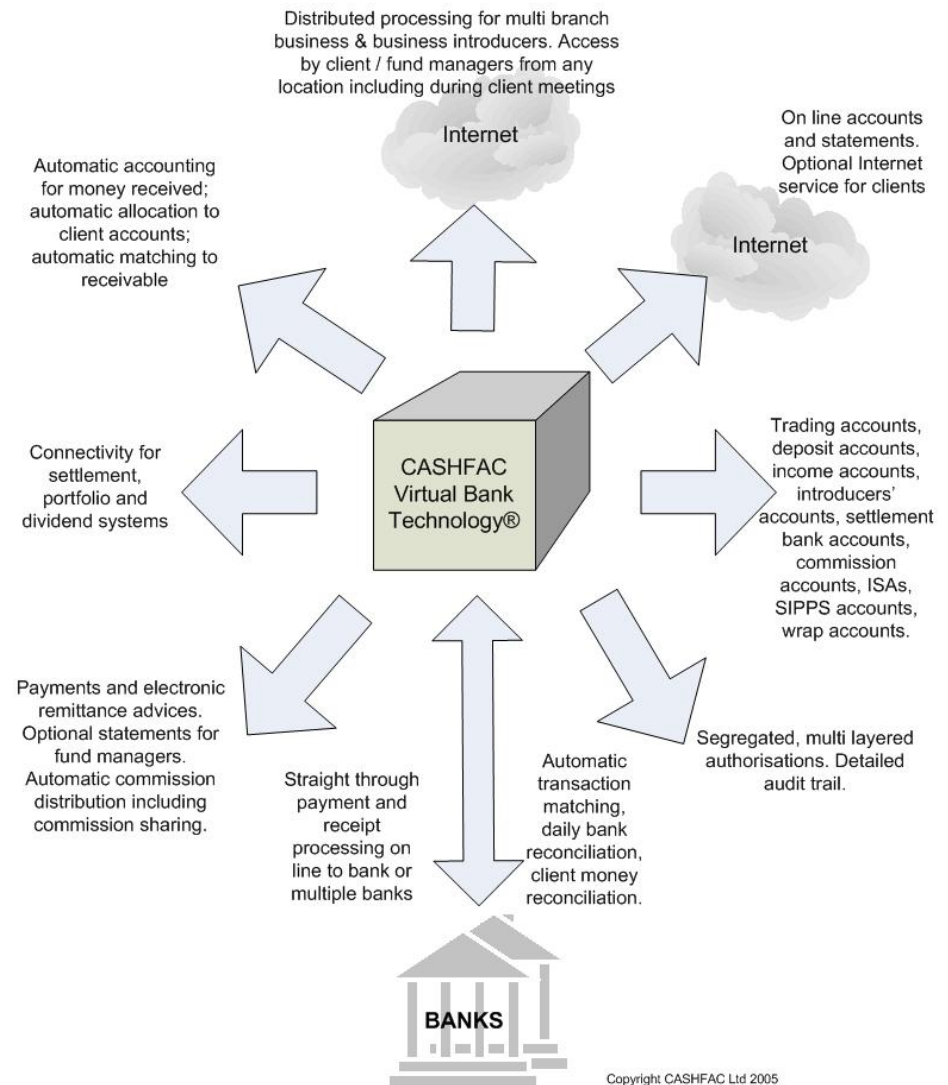 Distributed processing for multi branch
business & business introducers. Access
by client / fund managers from any
location including during client meetings
Internet
On line accounts
and statements.
Optional Internet
service for clients
Internet
Automatic accounting
for money received;
automatic allocation to
client accounts;
automatic matching to
receivable
Connectivity for
settlement,
portfolio and
dividend systems
CASHFAC
Virtual Bank
Technology®
Trading accounts,
deposit accounts,
income accounts,
introducers'
accounts, settlement
bank accounts,
commission
accounts, ISAs,
SIPPS accounts,
wrap accounts.
Payments and electronic
remittance advices.
Optional statements for
fund managers.
Automatic commission
distribution including
commission sharing.
Straight through
payment and
receipt
processing on
line to bank or
multiple banks
Automatic
transaction
matching,
daily bank
reconciliation,
client money
reconciliation.
Segregated, multi layered
authorisations. Detailed
audit trail.
BANKS
Copyright CASHFAC Ltd 2005